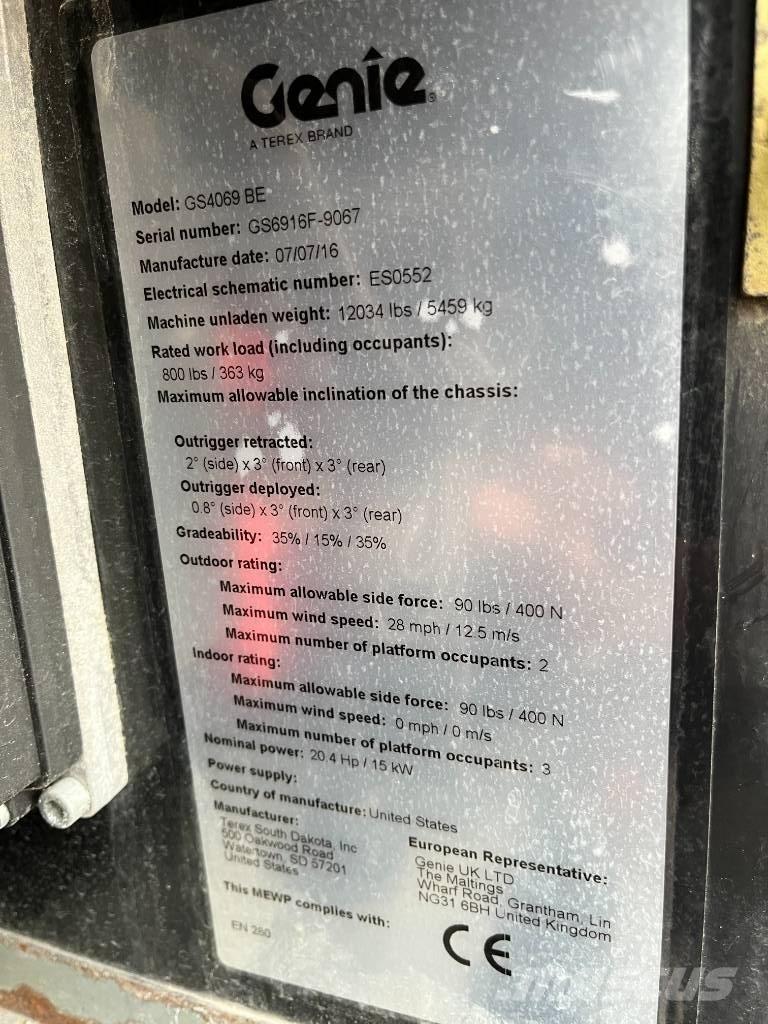 Genie®
A TEREX BRAND
Model: GS4069 BE
Serial number: GS6916F-9067
Manufacture date: 07/07/16
Electrical schematic number: ES0552
Machine unladen weight: 12034 lbs / 5459 kg
Rated work load (including occupants):
800 lbs / 363 kg
Maximum allowable inclination of the chassis:
Outrigger retracted:
2° (side) x 3° (front) x 3° (rear)
Outrigger deployed:
0.8° (side) x 3° (front) x 3° (rear)
Gradeability: 35% / 15% / 35%
Outdoor rating:
Maximum allowable side force: 90 lbs / 400 N
Maximum wind speed: 28 mph / 12.5 m/s
Maximum number of platform occupants: 2
Indoor rating:
Maximum allowable side force: 90 lbs / 400 N
Maximum wind speed: 0 mph / 0 m/s
Maximum number of platform occupants: 3
Nominal power: 20.4 Hp / 15 kW
Power supply:
Country of manufacture: United States
Manufacturer:
Terex South Dakota, Inc
500 Oakwood Road
Watertown, SD 57201
United States
European Representative:
Genie UK LTD
The Maltings
Wharf Road, Grantham, Lin
NG31 6BH United Kingdom
This MEWP complies with:
EN 280
CE